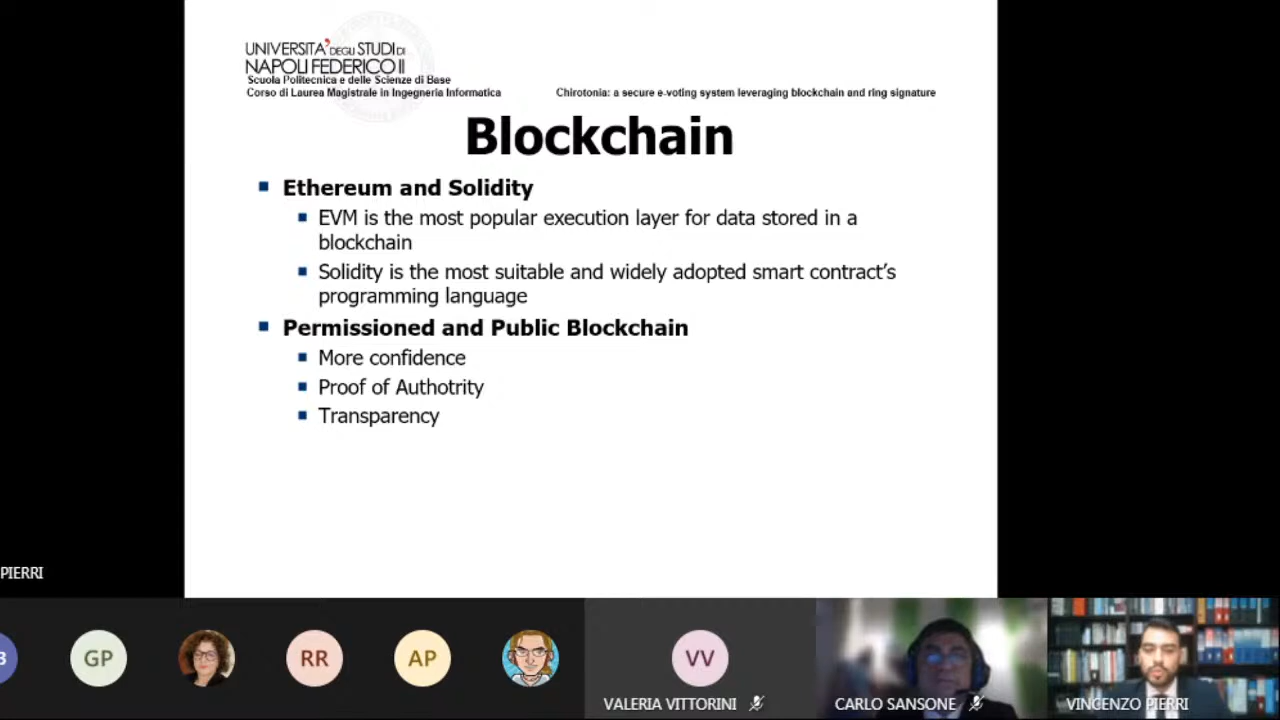 UNIVERSITA' DEGLI STUDI DI
NAPOLI FEDERICO II
Scuola Politecnica e delle Scienze di Base
Corso di Laurea Magistrale in Ingegneria Informatica
Chirotonia: a secure e-voting system leveraging blockchain and ring signature
Blockchain
Ethereum and Solidity
EVM is the most popular execution layer for data stored in a
blockchain
Solidity is the most suitable and widely adopted smart contract's
programming language
Permissioned and Public Blockchain
More confidence
Proof of Authotrity
Transparency
PIERRI
3
GP
RR
AP
VV
VALERIA VITTORINI
CARLO SANSONE
VINCENZO PIERRI